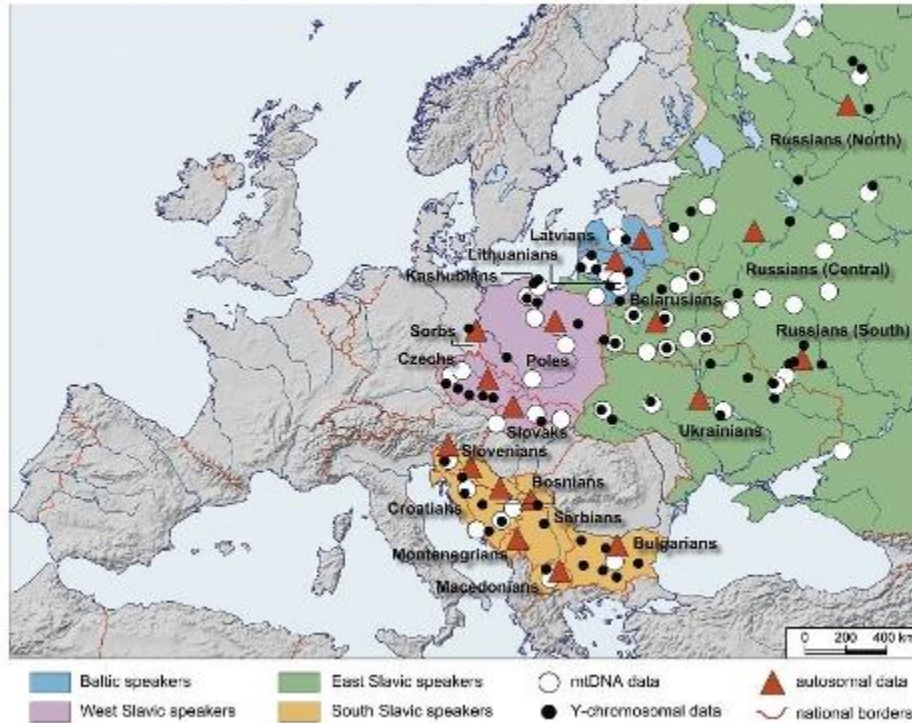 Russians (North)
Latvians
Lithuanians
Kashubians
Russians (Central)
Belarusians
Sorbs
Russians (South)
Czechs
Poles
Slovaks
Ukrainians
Slovenians
Bosnians
Croatians
Serbians
Montenegrians
Bulgarians
Macedonians
0 200 400 km
Baltic speakers
East Slavic speakers
mtDNA data
autosomal data
West Slavic speakers
South Slavic speakers
Y-chromosomal data
national borders